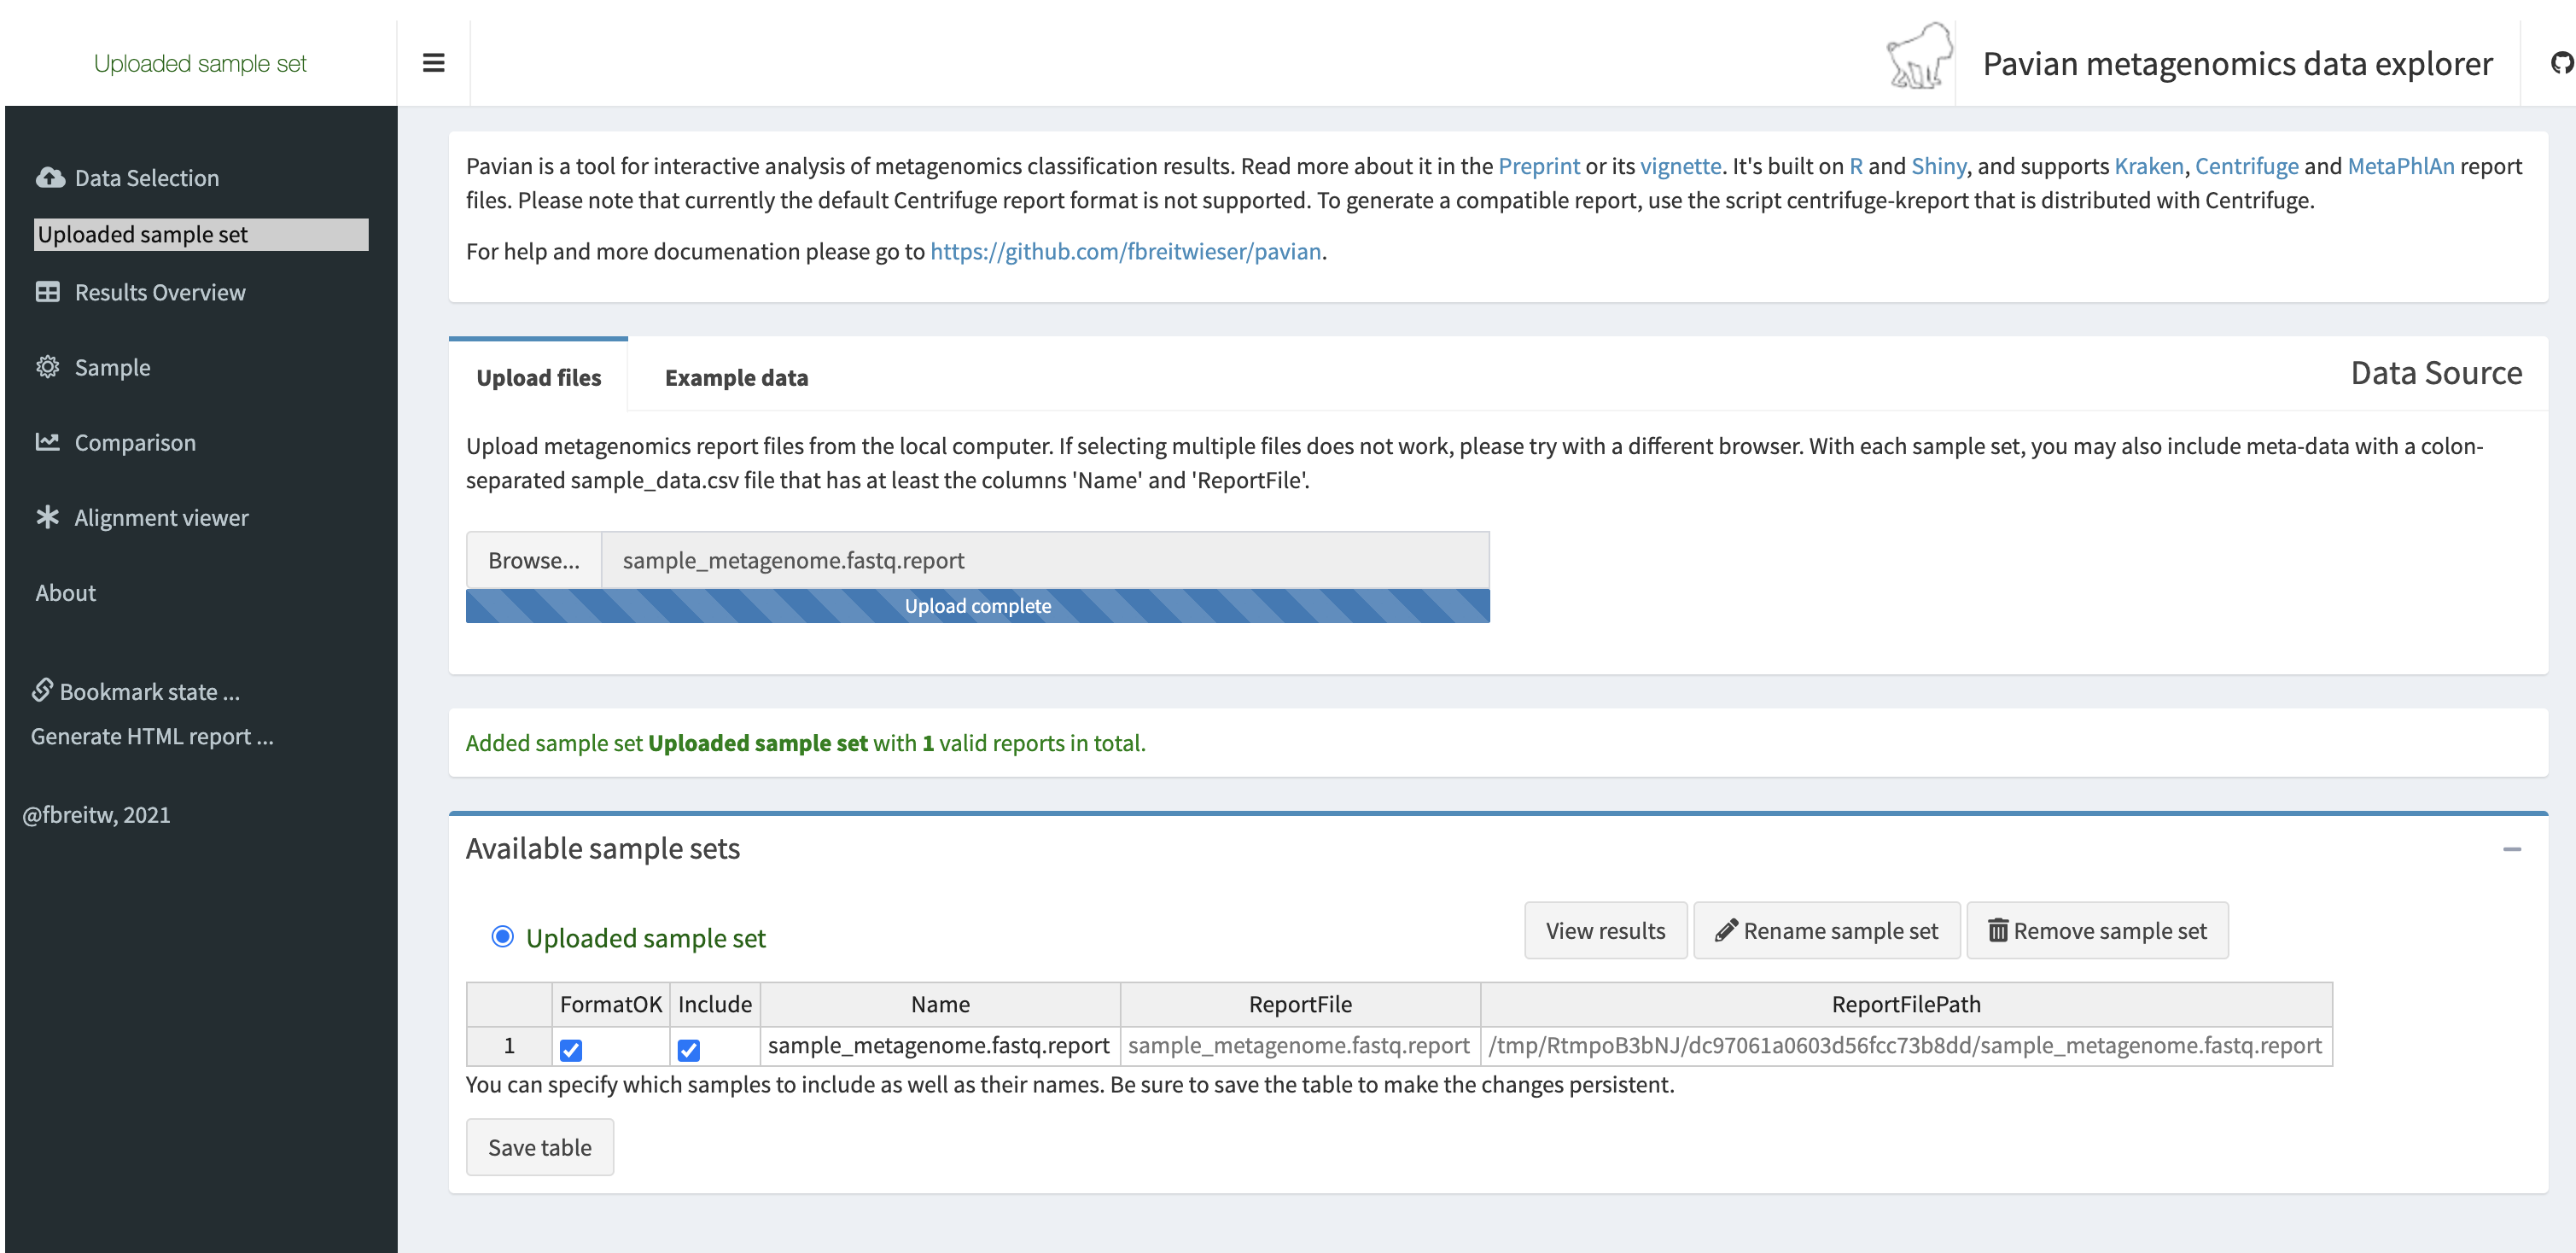 Uploaded sample set
Pavian metagenomics data explorer
Data Selection
Uploaded sample set
Results Overview
Sample
Comparison
Alignment viewer
About
Bookmark state ...
Generate HTML report ...
@fbreitw, 2021
Pavian is a tool for interactive analysis of metagenomics classification results. Read more about it in the Preprint or its vignette. It's built on R and Shiny, and supports Kraken, Centrifuge and MetaPhlAn report
files. Please note that currently the default Centrifuge report format is not supported. To generate a compatible report, use the script centrifuge-kreport that is distributed with Centrifuge.
For help and more documenation please go to https://github.com/fbreitwieser/pavian.
Upload files
Example data
Data Source
Upload metagenomics report files from the local computer. If selecting multiple files does not work, please try with a different browser. With each sample set, you may also include meta-data with a colon-
separated sample_data.csv file that has at least the columns 'Name' and 'ReportFile'.
Browse... sample_metagenome.fastq.report
Upload complete
Added sample set Uploaded sample set with 1 valid reports in total.
Available sample sets
Uploaded sample set
View results
Rename sample set
Remove sample set
FormatOK Include Name ReportFile ReportFilePath
1 sample_metagenome.fastq.report sample_metagenome.fastq.report /tmp/RtmpoB3bNJ/dc97061a0603d56fcc73b8dd/sample_metagenome.fastq.report
You can specify which samples to include as well as their names. Be sure to save the table to make the changes persistent.
Save table